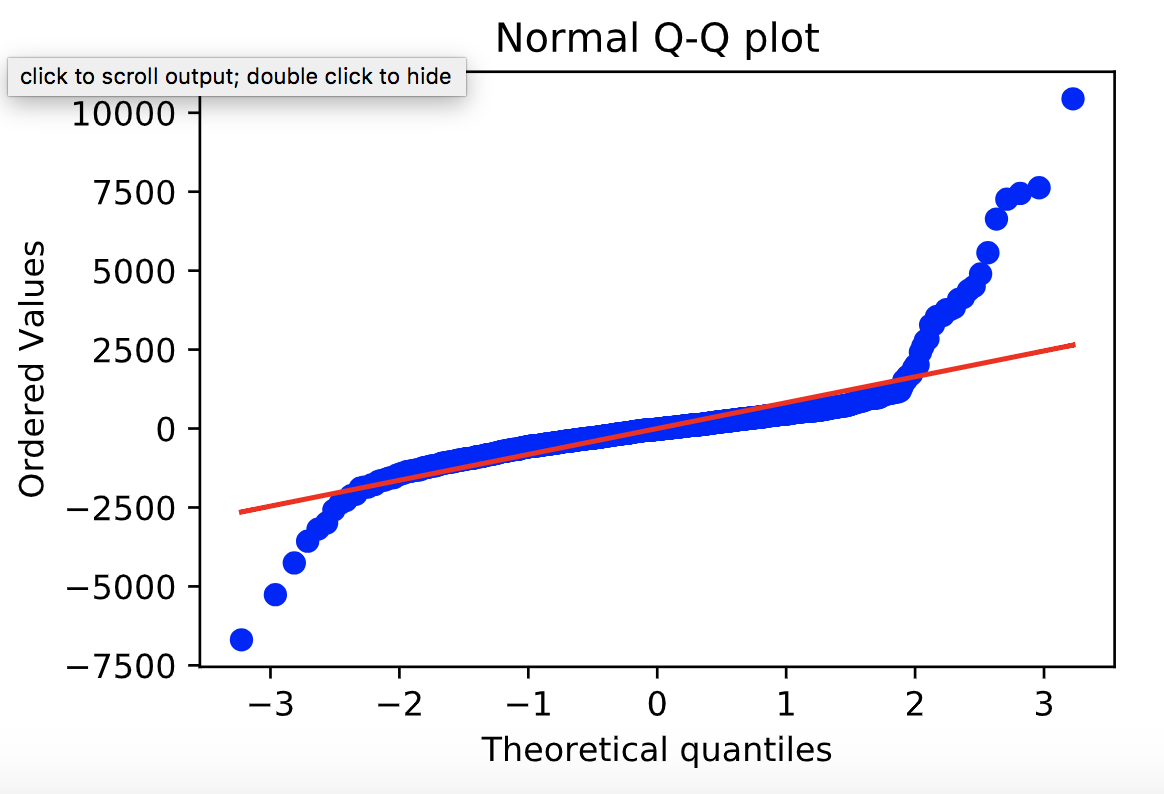 Normal Q-Q plot
click to scroll output; double click to hide
10000
7500
5000
2500
0
−2500
−5000
−7500
Ordered Values
−3 −2 −1 0 1 2 3
Theoretical quantiles